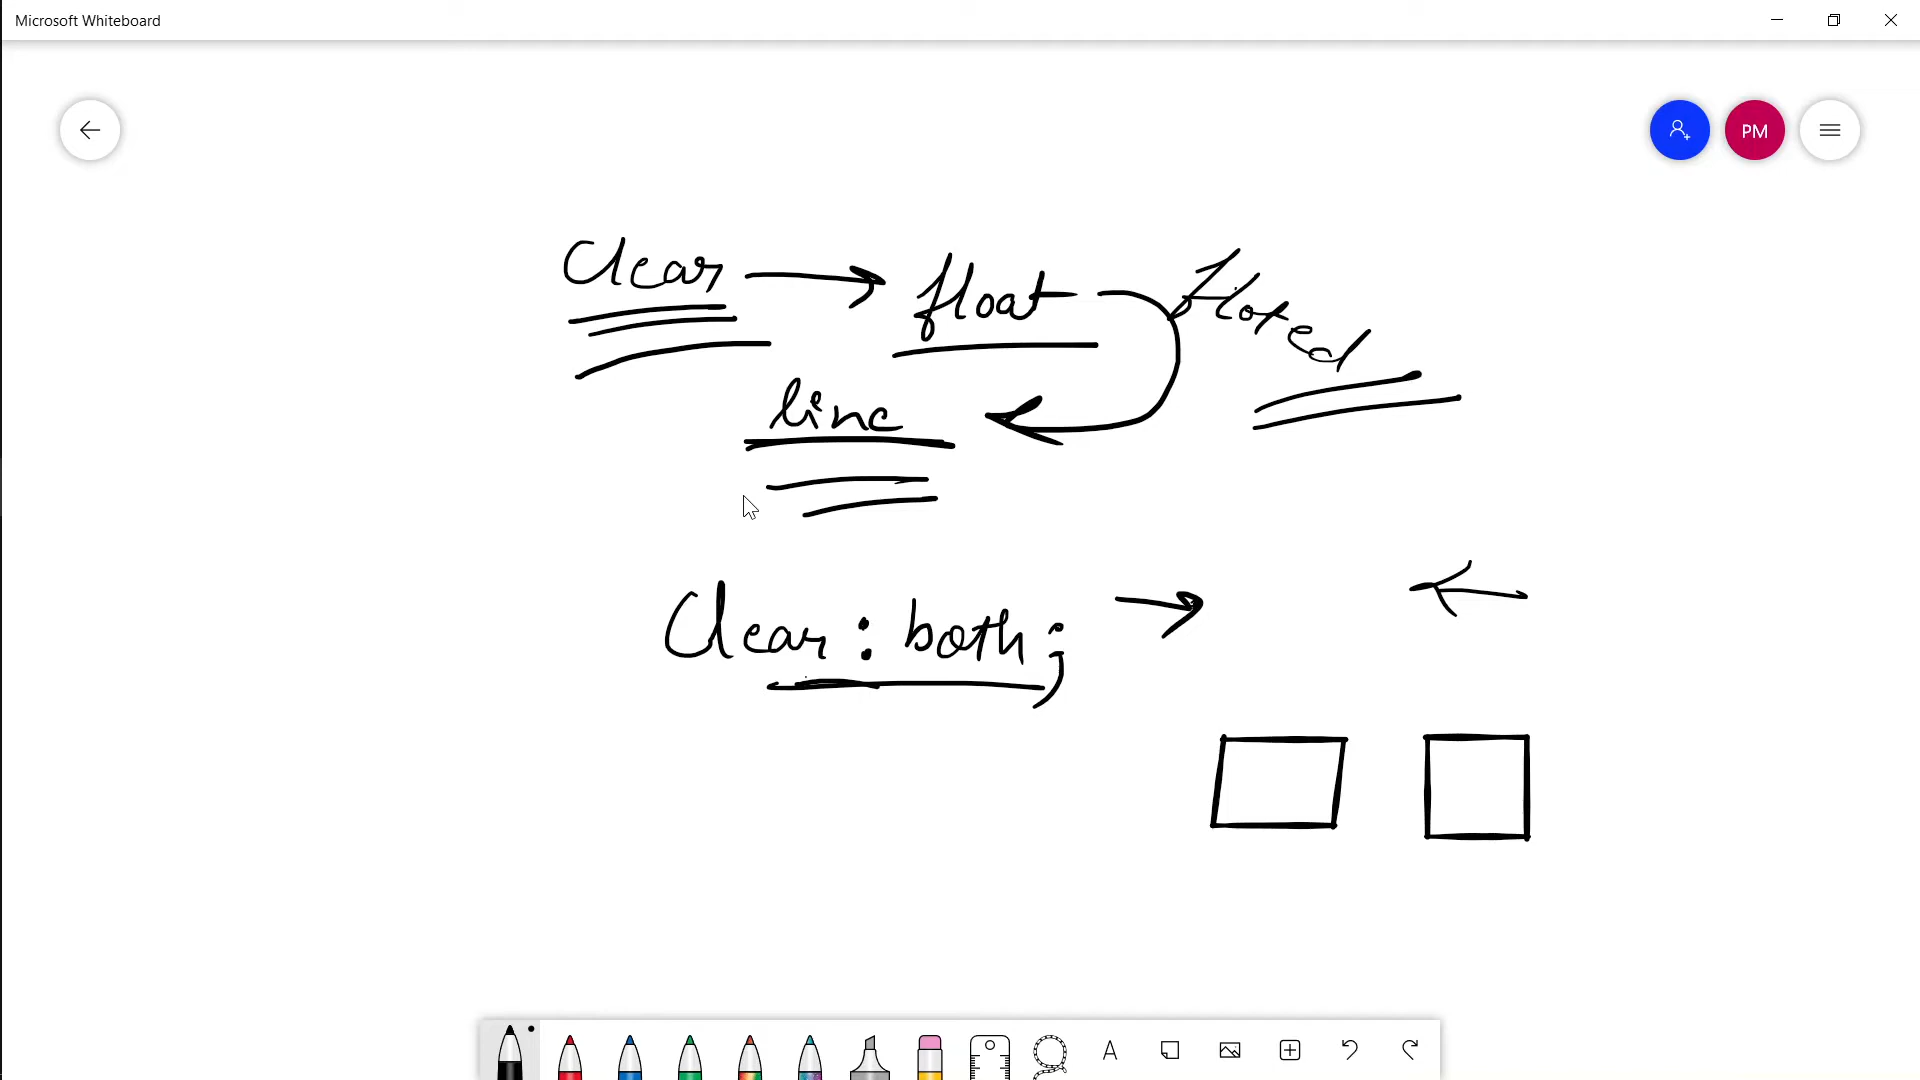 Microsoft Whiteboard
PM
Clear float floted
line
Clear : both ;
A